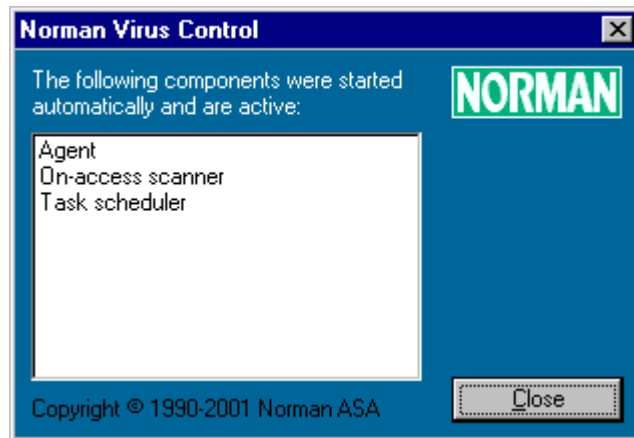 Norman Virus Control
The following components were started
automatically and are active:
NORMAN
Agent
On-access scanner
Task scheduler
Copyright © 1990-2001 Norman ASA
Close